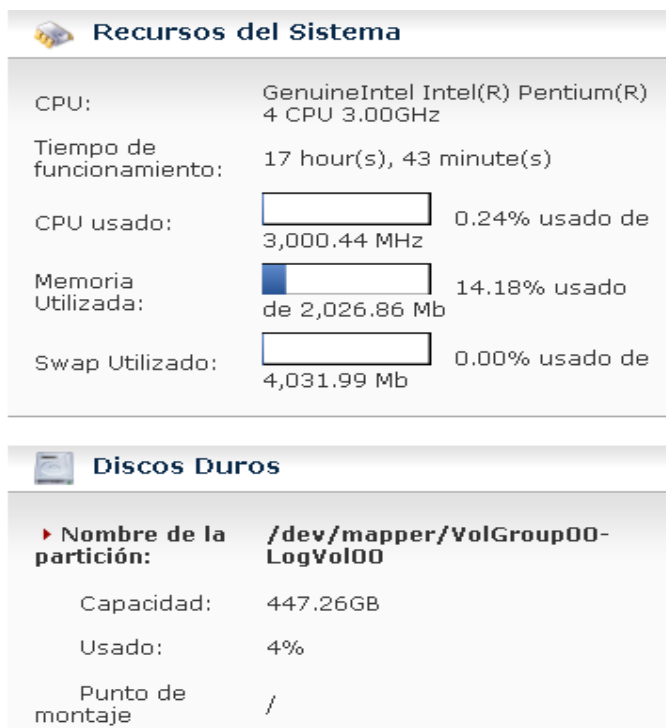 Recursos del Sistema
CPU:
GenuineIntel Intel(R) Pentium(R)
4 CPU 3.00GHz
Tiempo de
funcionamiento:
17 hour(s), 43 minute(s)
CPU usado:
0.24% usado de
3,000.44 MHz
Memoria
Utilizada:
14.18% usado
de 2,026.86 Mb
Swap Utilizado:
0.00% usado de
4,031.99 Mb
Discos Duros
Nombre de la
partición:
/dev/mapper/VolGroup00-
LogVol00
Capacidad:
447.26GB
Usado:
4%
Punto de
montaje
/